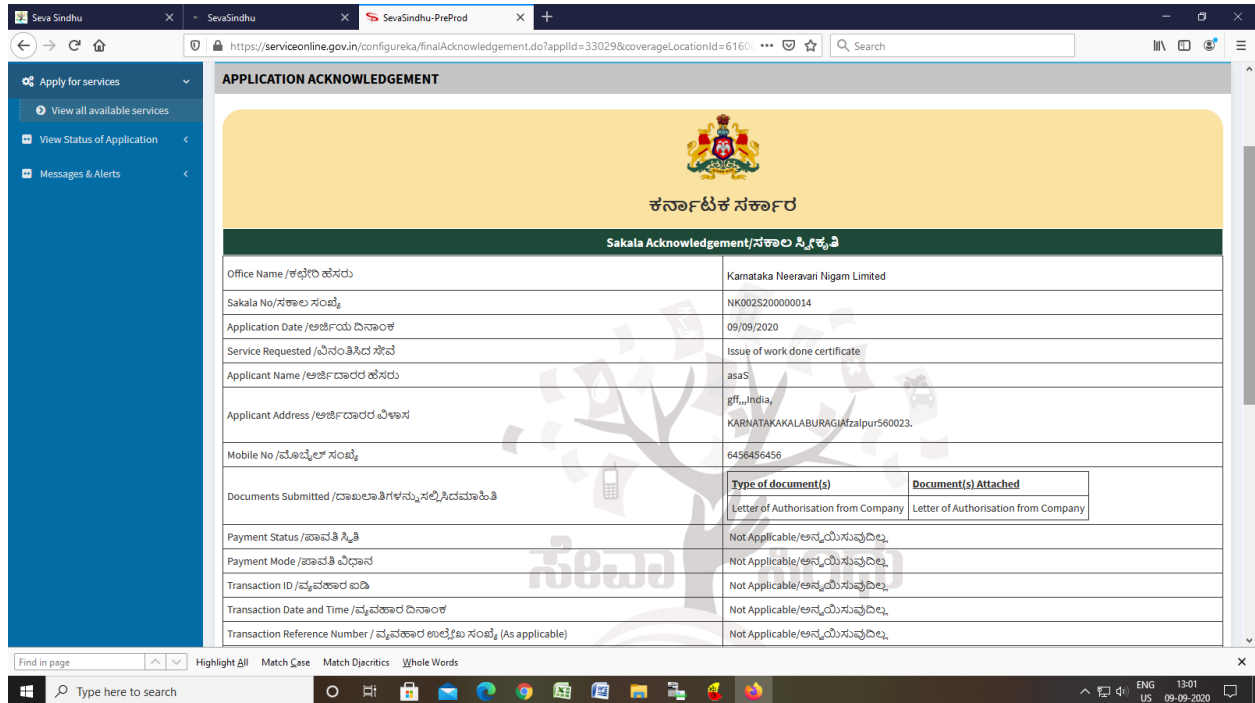 Seva Sindhu
SevaSindhu
SevaSindhu-PreProd
https://serviceonline.gov.in/configureka/finalAcknowledgement.do?applId=33029&coverageLocationId=6160
Search
Apply for services
View all available services
View Status of Application
Messages & Alerts
APPLICATION ACKNOWLEDGEMENT
ಕರ್ನಾಟಕ ಸರ್ಕಾರ
Sakala Acknowledgement/ಸಕಾಲ ಸ್ವೀಕೃತಿ
Office Name /ಕಛೇರಿ ಹೆಸರು Karnataka Neeravari Nigam Limited
Sakala No/ಸಕಾಲ ಸಂಖ್ಯೆ NK002S200000014
Application Date /ಅರ್ಜಿಯ ದಿನಾಂಕ 09/09/2020
Service Requested /ವಿನಂತಿಸಿದ ಸೇವೆ Issue of work done certificate
Applicant Name /ಅರ್ಜಿದಾರರ ಹೆಸರು asaS
Applicant Address /ಅರ್ಜಿದಾರರ ವಿಳಾಸ gff,,,India,
KARNATAKAKALABURAGIAfzalpur560023.
Mobile No /ಮೊಬೈಲ್ ಸಂಖ್ಯೆ 6456456456
Documents Submitted /ದಾಖಲಾತಿಗಳನ್ನು ಸಲ್ಲಿಸಿದಮಾಹಿತಿ
Type of document(s) Document(s) Attached
Letter of Authorisation from Company Letter of Authorisation from Company
Payment Status /ಪಾವತಿ ಸ್ಥಿತಿ Not Applicable/ಅನ್ವಯಿಸುವುದಿಲ್ಲ
Payment Mode /ಪಾವತಿ ವಿಧಾನ Not Applicable/ಅನ್ವಯಿಸುವುದಿಲ್ಲ
Transaction ID /ವ್ಯವಹಾರ ಐಡಿ Not Applicable/ಅನ್ವಯಿಸುವುದಿಲ್ಲ
Transaction Date and Time /ವ್ಯವಹಾರ ದಿನಾಂಕ Not Applicable/ಅನ್ವಯಿಸುವುದಿಲ್ಲ
Transaction Reference Number / ವ್ಯವಹಾರ ಉಲ್ಲೇಖ ಸಂಖ್ಯೆ (As applicable) Not Applicable/ಅನ್ವಯಿಸುವುದಿಲ್ಲ
ಸೇವಾ ಸಿಂಧು
Find in page Highlight All Match Case Match Diacritics Whole Words
Type here to search
ENG 13:01
US 09-09-2020